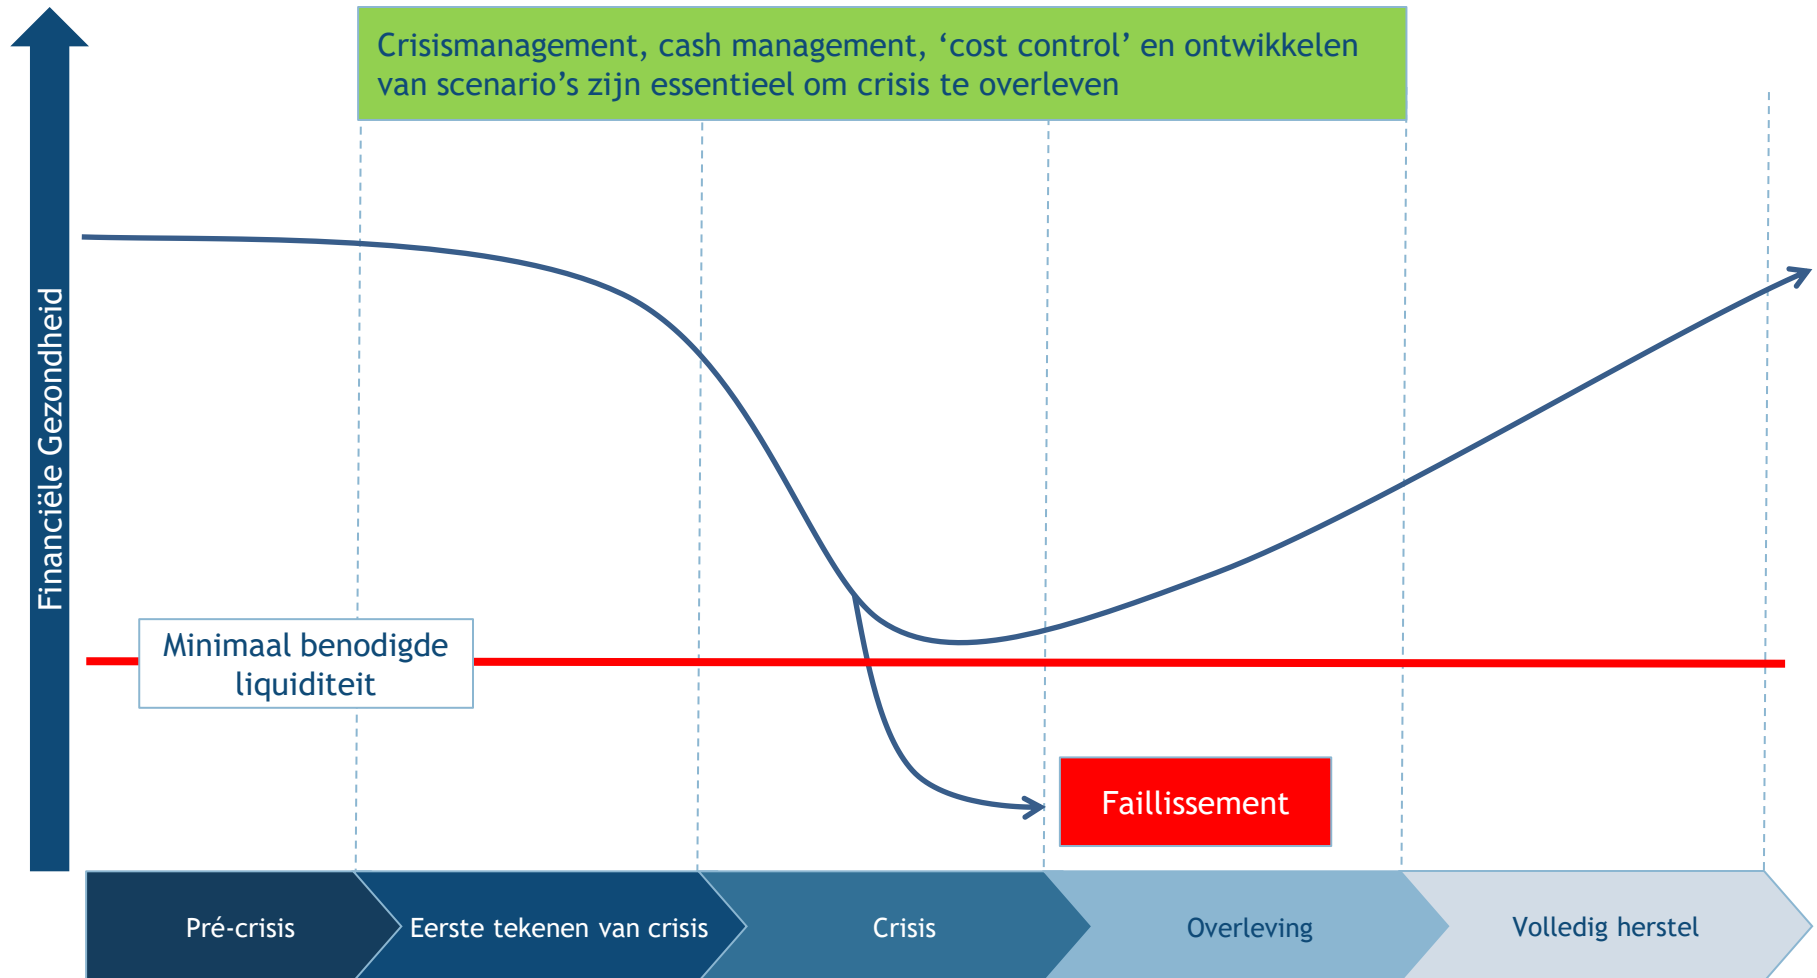 Crisismanagement, cash management, ‘cost control’ en ontwikkelen
van scenario’s zijn essentieel om crisis te overleven
Financiële Gezondheid
Minimaal benodigde
liquiditeit
Faillissement
Pré-crisis
Eerste tekenen van crisis
Crisis
Overleving
Volledig herstel